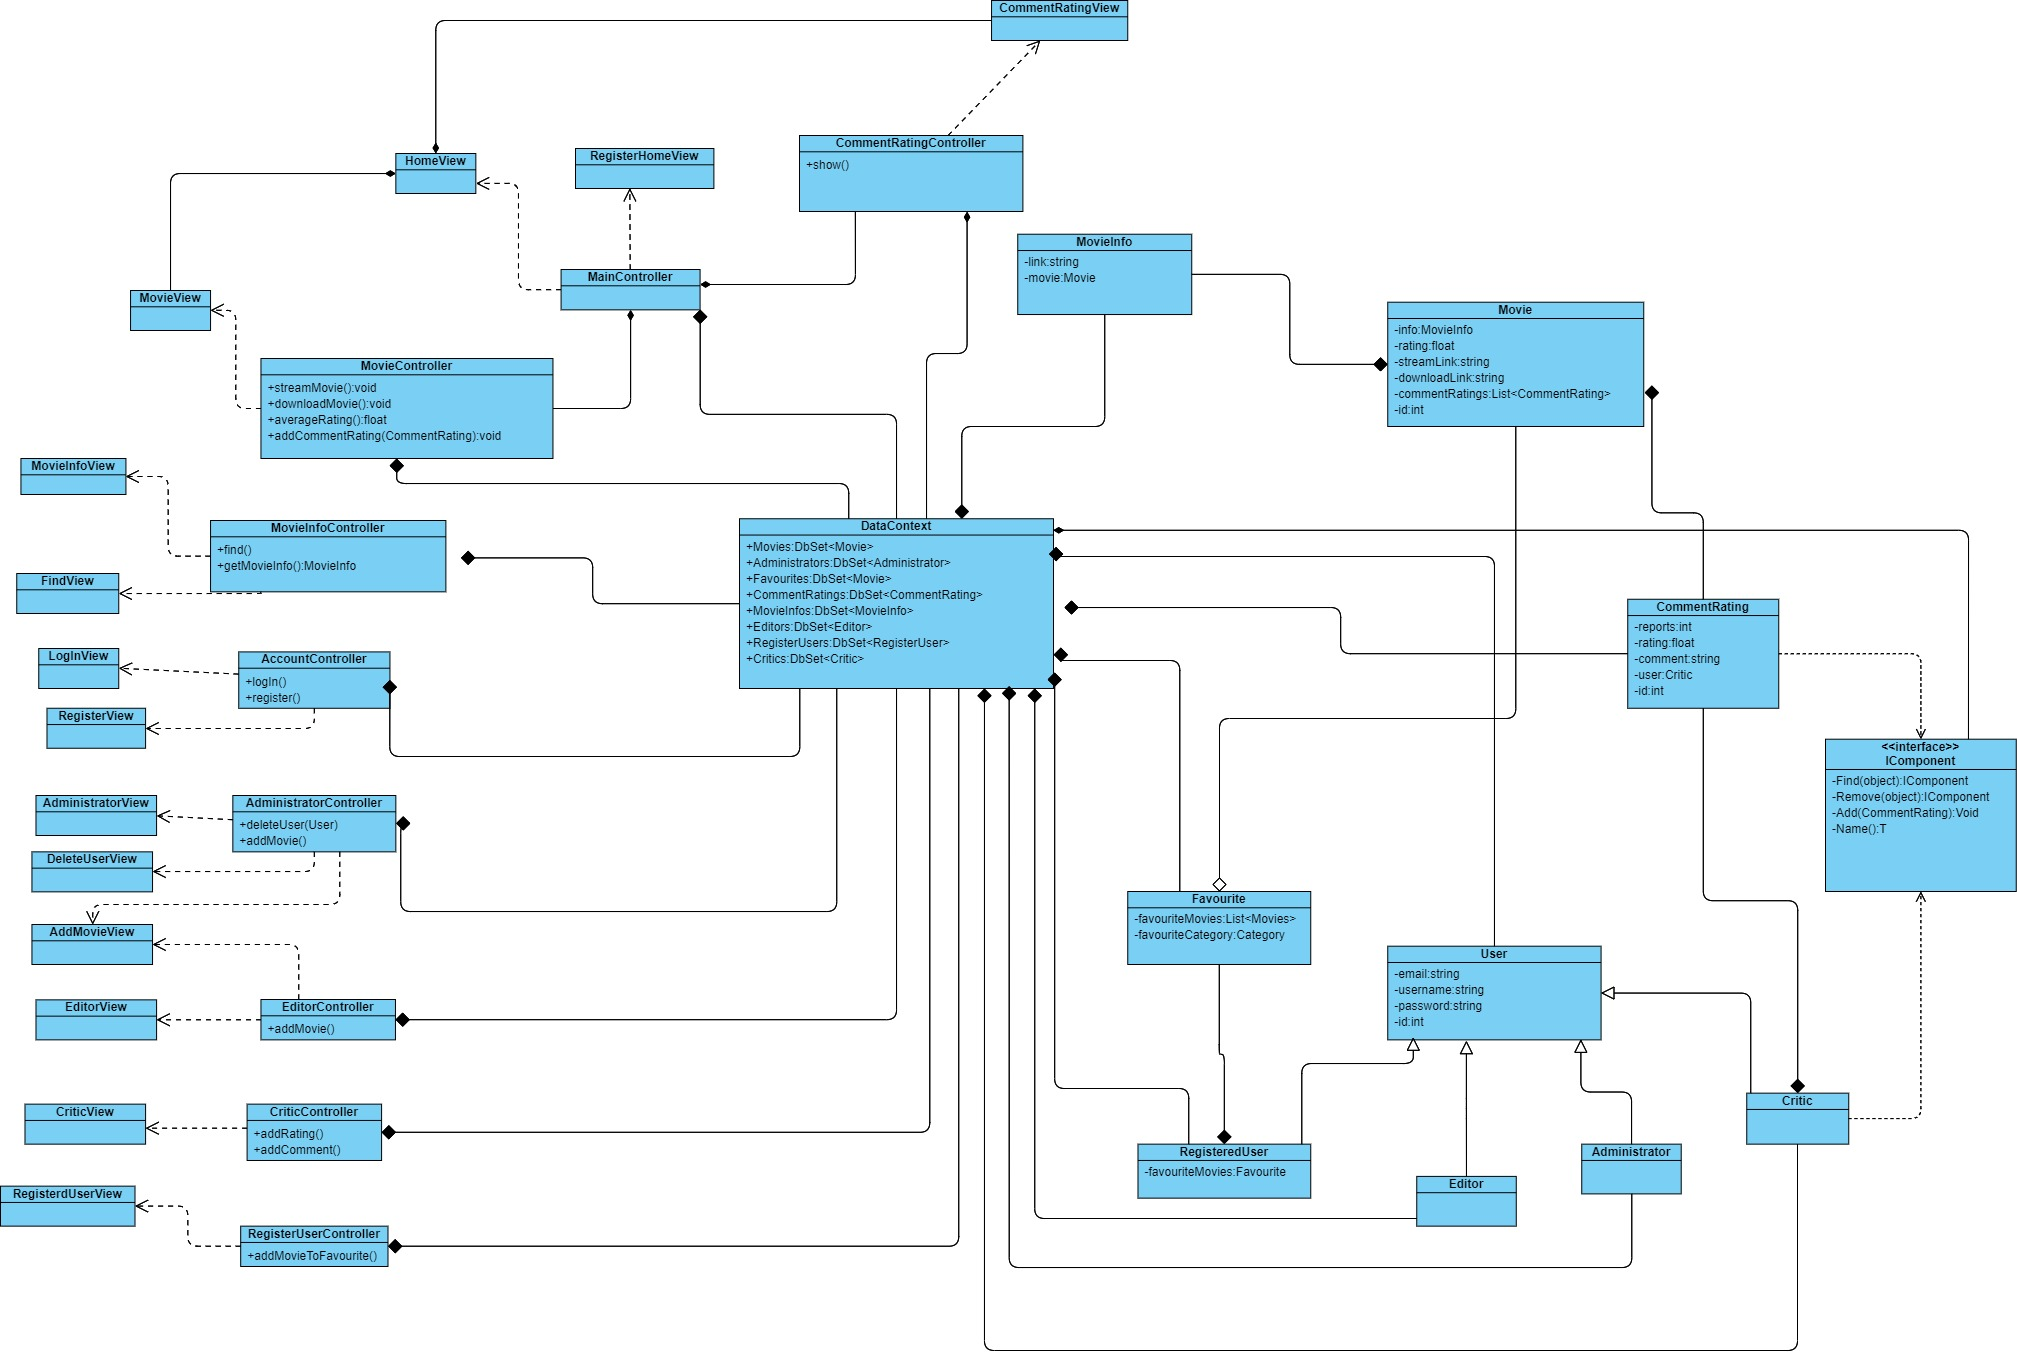 CommentRatingView
CommentRatingController
+show()
HomeView
RegisterHomeView
MainController
MovieInfo
-link:string
-movie:Movie
MovieView
Movie
-info:MovieInfo
-rating:float
-streamLink:string
-downloadLink:string
-commentRatings:List<CommentRating>
-id:int
MovieController
+streamMovie():void
+downloadMovie():void
+averageRating():float
+addCommentRating(CommentRating):void
MovieInfoView
MovieInfoController
+find()
+getMovieInfo():MovieInfo
FindView
DataContext
+Movies:DbSet<Movie>
+Administrators:DbSet<Administrator>
+Favourites:DbSet<Movie>
+CommentRatings:DbSet<CommentRating>
+MovieInfos:DbSet<MovieInfo>
+Editors:DbSet<Editor>
+RegisterUsers:DbSet<RegisterUser>
+Critics:DbSet<Critic>
CommentRating
-reports:int
-rating:float
-comment:string
-user:Critic
-id:int
LogInView
AccountController
+logIn()
+register()
RegisterView
<<interface>>
IComponent
-Find(object):IComponent
-Remove(object):IComponent
-Add(CommentRating):Void
-Name():T
AdministratorView
AdministratorController
+deleteUser(User)
+addMovie()
DeleteUserView
AddMovieView
Favourite
-favouriteMovies:List<Movies>
-favouriteCategory:Category
User
-email:string
-username:string
-password:string
-id:int
EditorView
EditorController
+addMovie()
CriticView
CriticController
+addRating()
+addComment()
Critic
RegisteredUser
-favouriteMovies:Favourite
Administrator
Editor
RegisterdUserView
RegisterUserController
+addMovieToFavourite()